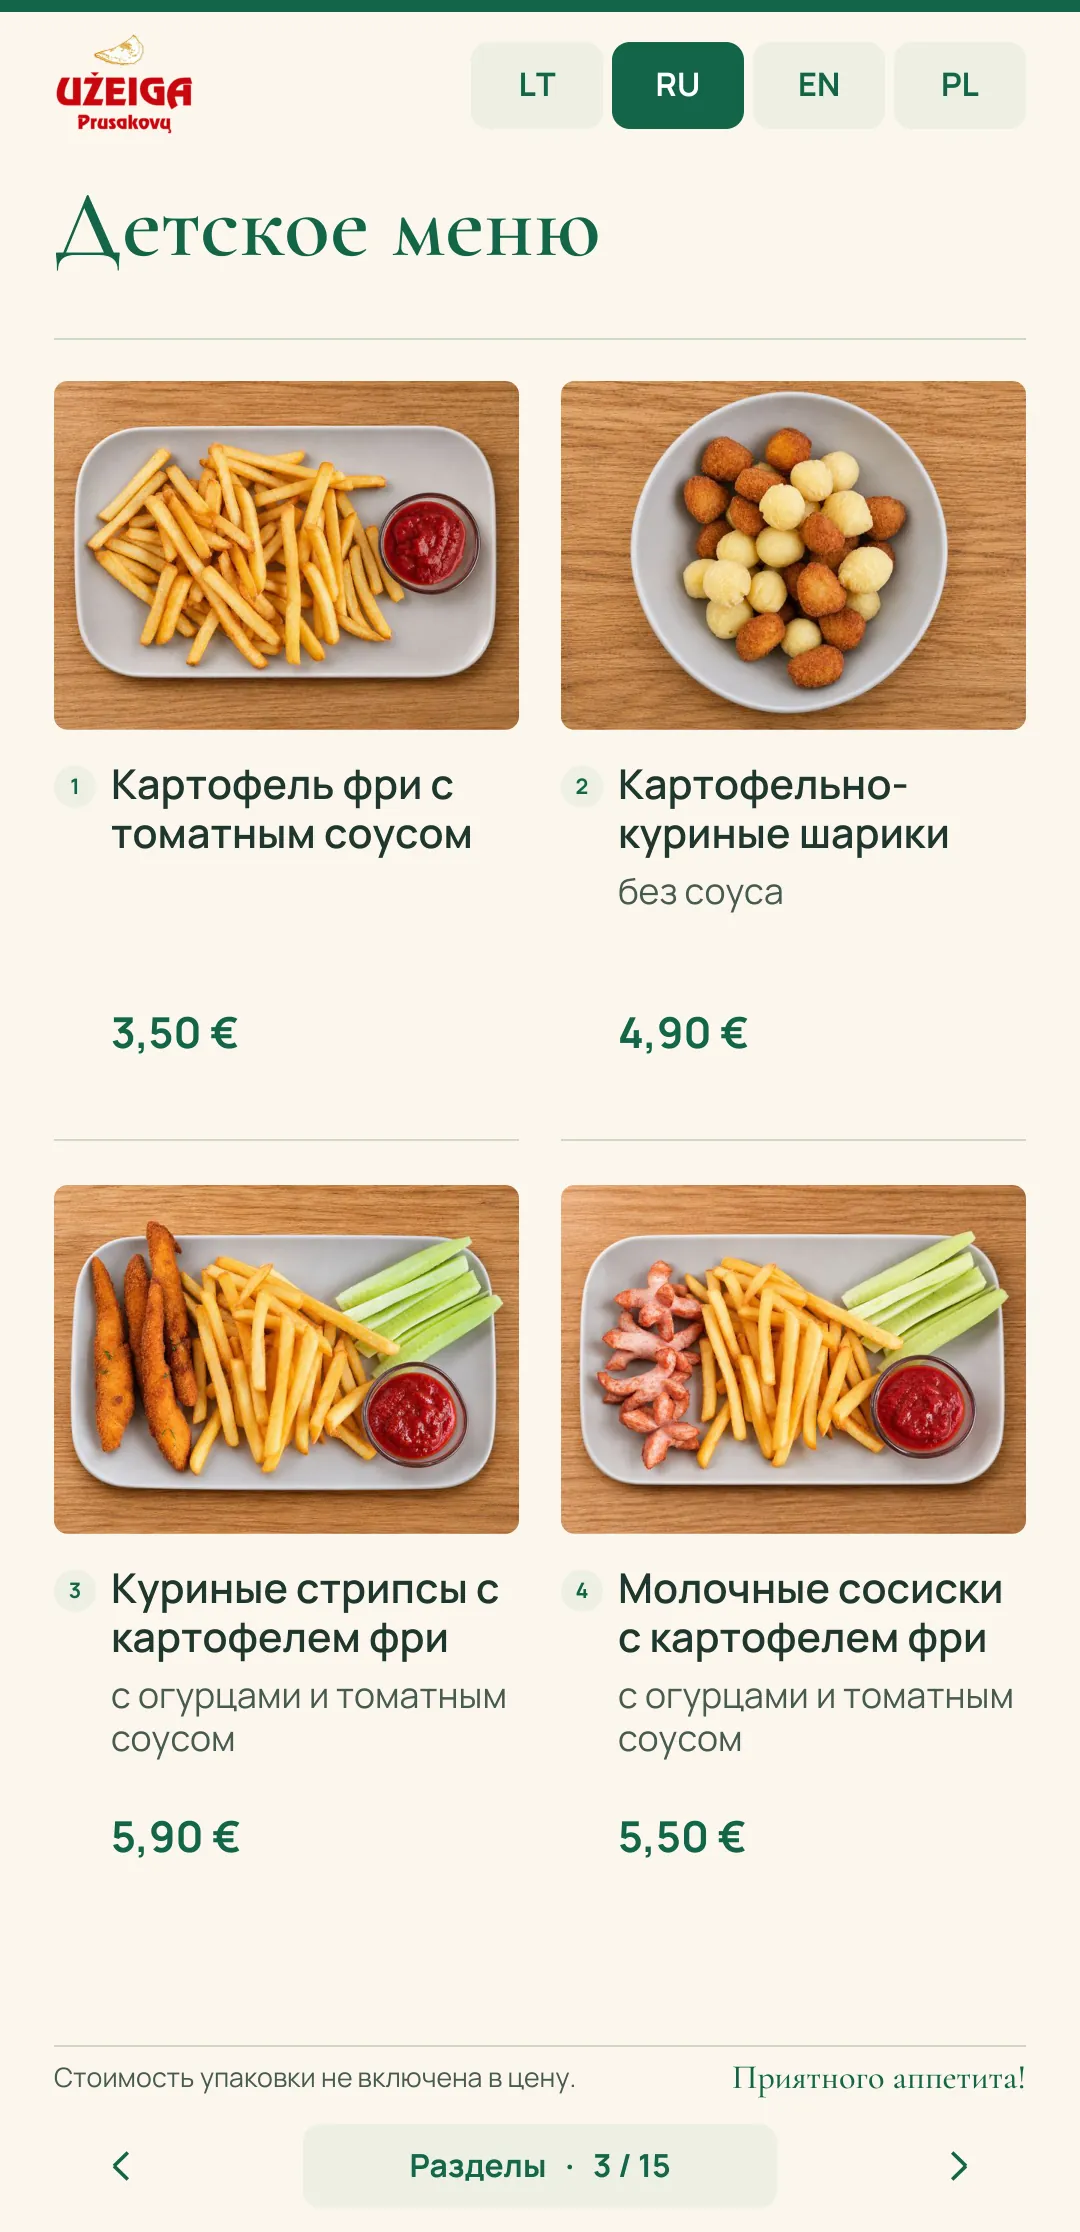 UŽEIGA
Prusakovų
LT RU EN PL
Детское меню
1 Картофель фри с
томатным соусом
3,50 €
2 Картофельно-
куриные шарики
без соуса
4,90 €
3 Куриные стрипсы с
картофелем фри
с огурцами и томатным
соусом
5,90 €
4 Молочные сосиски
с картофелем фри
с огурцами и томатным
соусом
5,50 €
Стоимость упаковки не включена в цену.
Приятного аппетита!
Разделы · 3 / 15